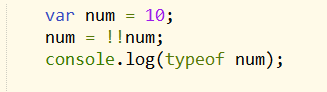 var num = 10;
num = !!num;
console.log(typeof num);